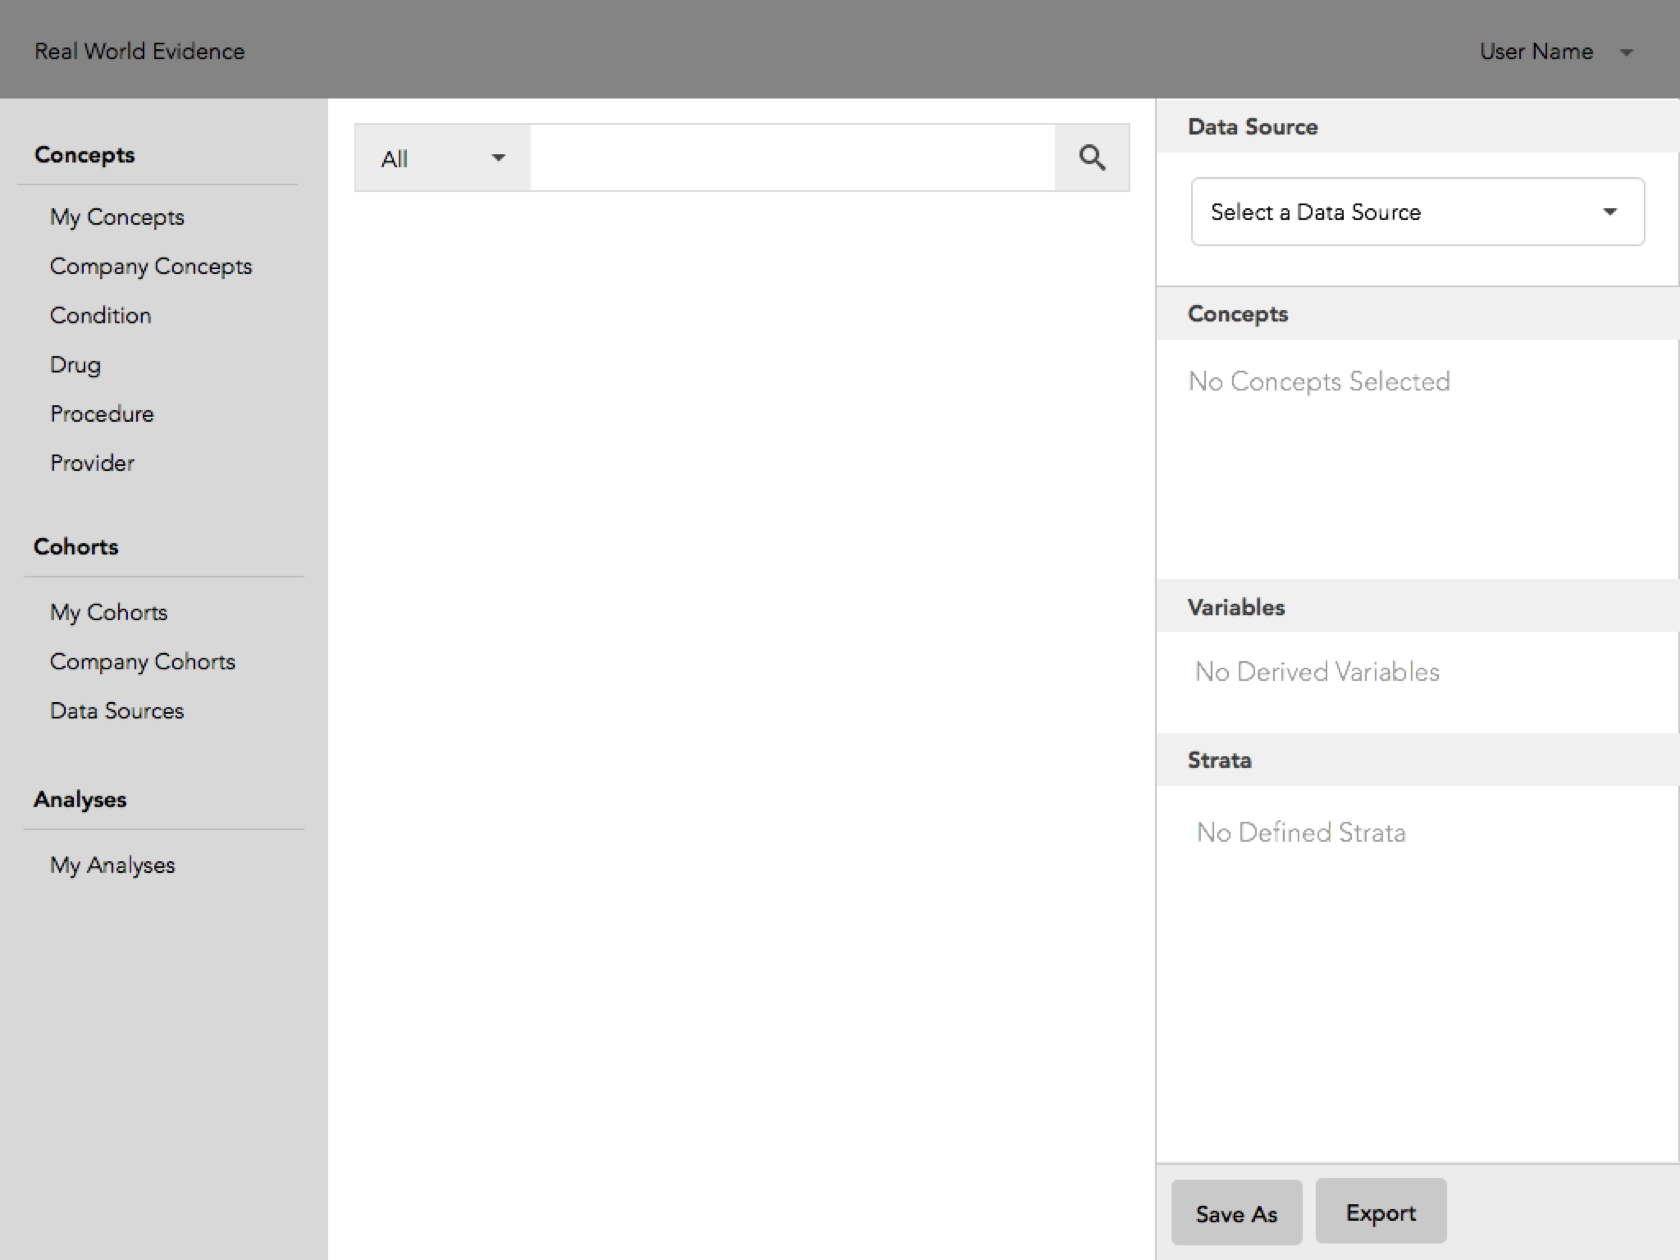 Real World Evidence
User Name
Concepts
My Concepts
Company Concepts
Condition
Drug
Procedure
Provider
Cohorts
My Cohorts
Company Cohorts
Data Sources
Analyses
My Analyses
All
Data Source
Select a Data Source
Concepts
No Concepts Selected
Variables
No Derived Variables
Strata
No Defined Strata
Save As
Export